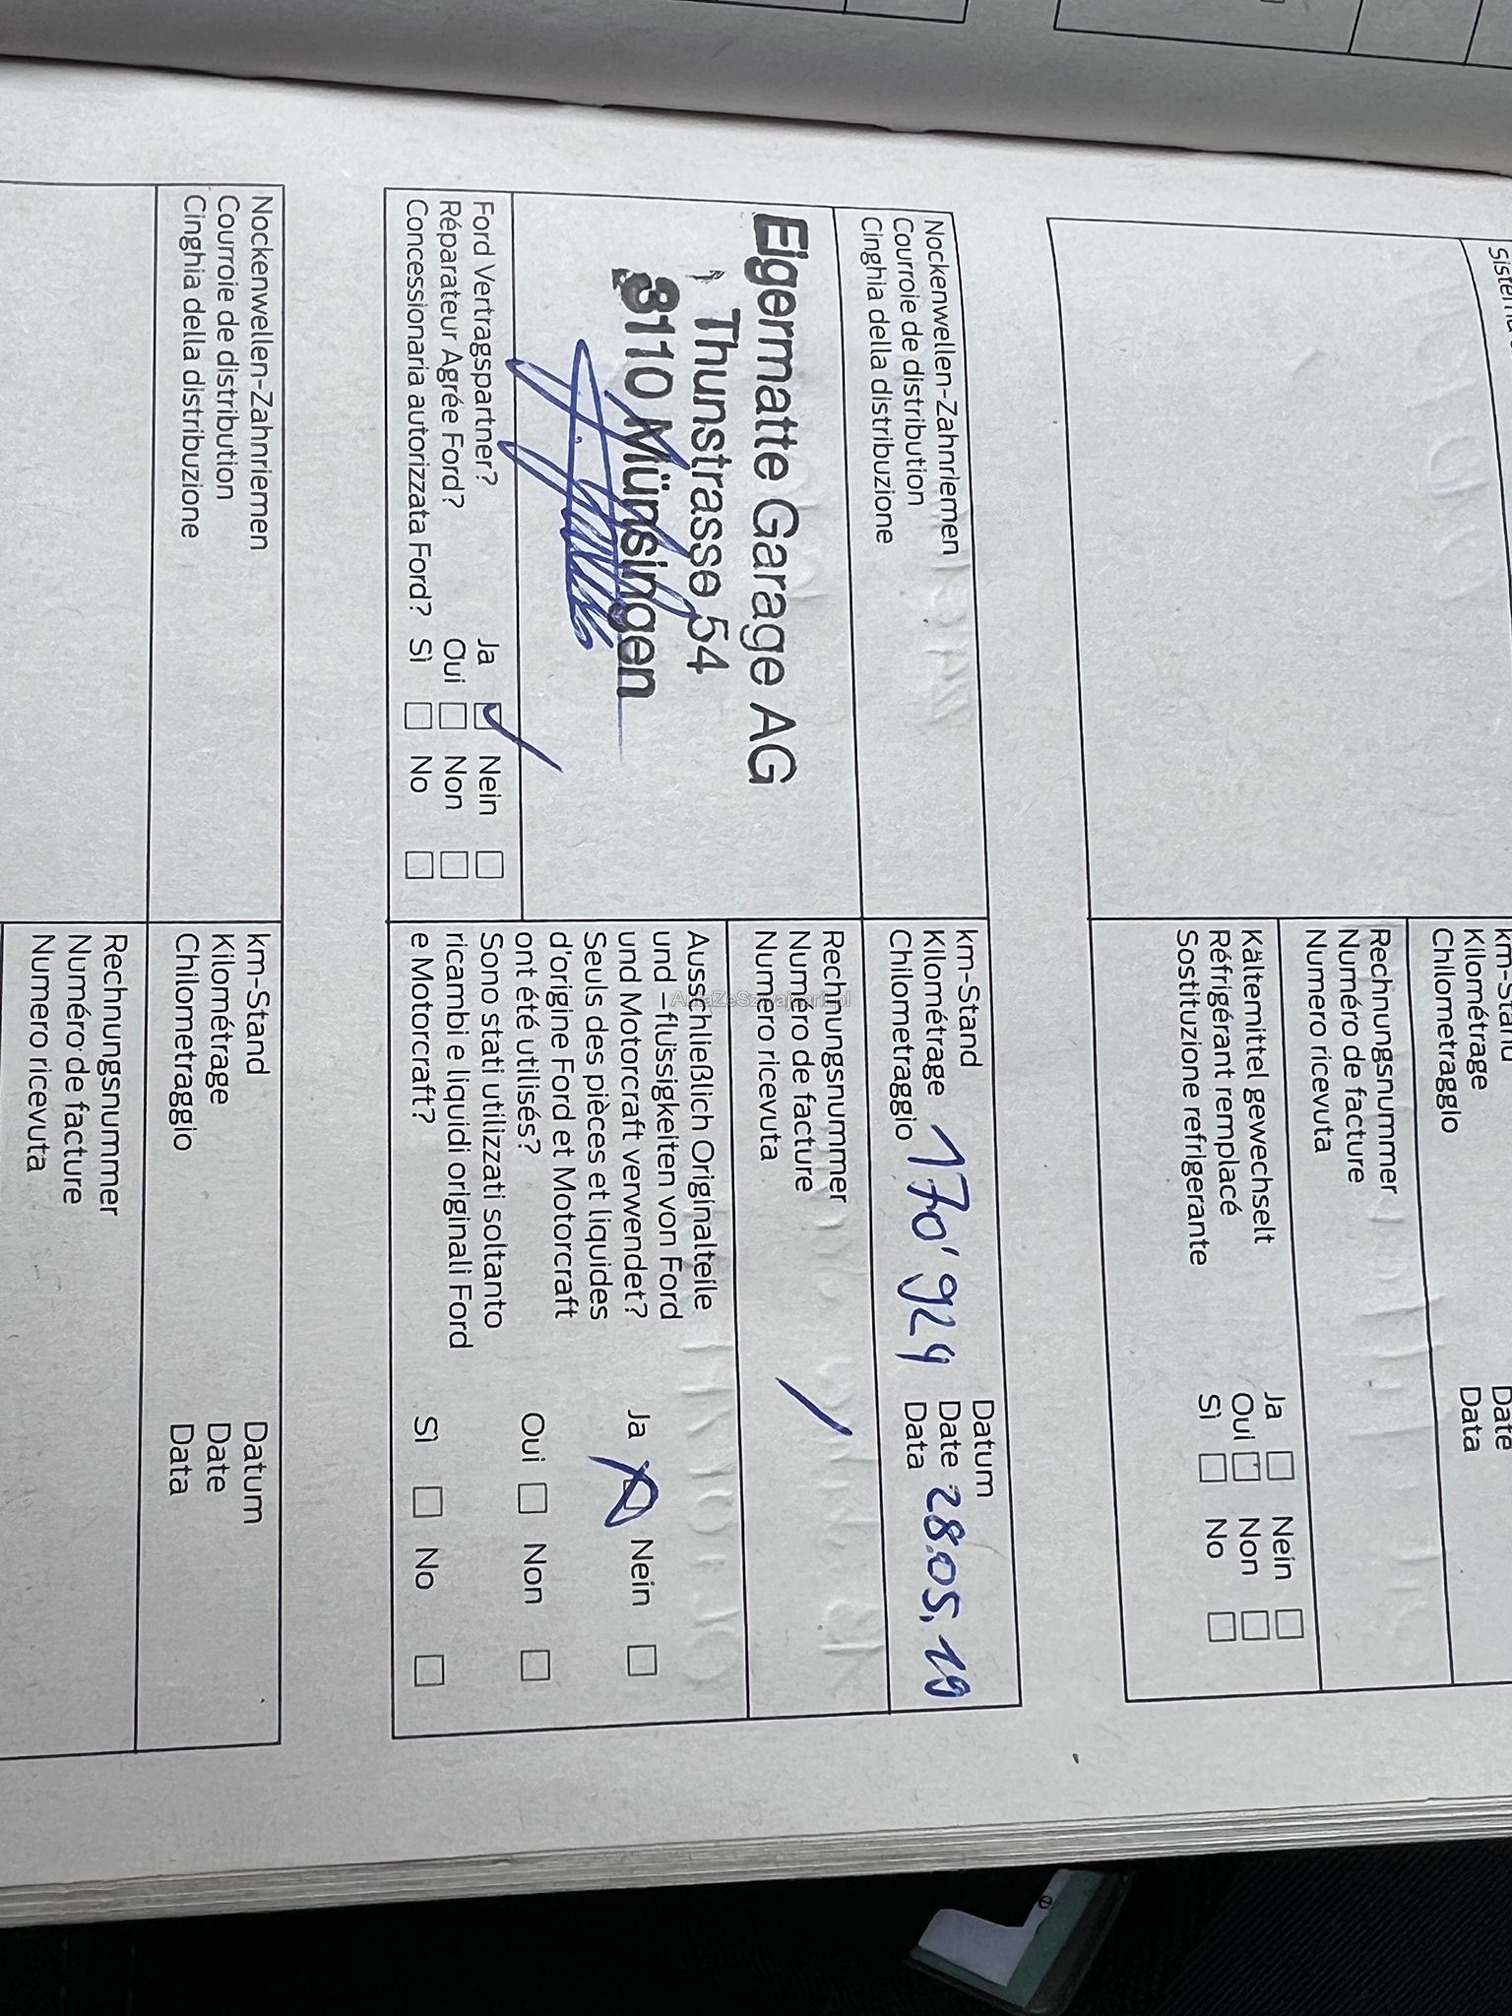 km-Stand
Kilométrage
Chilometraggio
Date
Data
Rechnungsnummer
Numéro de facture
Numero ricevuta
Kältemittel gewechselt
Réfrigérant remplacé
Sostituzione refrigerante
Ja Nein
Oui Non
Sì No
Nockenwellen-Zahnriemen
Courroie de distribution
Cinghia della distribuzione
km-Stand
Kilométrage
Chilometraggio
170'924
Datum
Date 28.05.19
Data
Eigermatte Garage AG
Thunstrasse 54
3110 Münsingen
Rechnungsnummer
Numéro de facture
Numero ricevuta
/
AutaZeSzwajcarii.pl
Ford Vertragspartner?
Réparateur Agrée Ford?
Concessionaria autorizzata Ford?
Ja Nein
Oui Non
Sì No
Ausschließlich Originalteile
und -flüssigkeiten von Ford
und Motorcraft verwendet?
Seuls des pièces et liquides
d'origine Ford et Motorcraft
ont été utilisés?
Sono stati utilizzati soltanto
ricambi e liquidi originali Ford
e Motorcraft?
Ja Nein
Oui Non
Sì No
Nockenwellen-Zahnriemen
Courroie de distribution
Cinghia della distribuzione
km-Stand
Kilométrage
Chilometraggio
Datum
Date
Data
Rechnungsnummer
Numéro de facture
Numero ricevuta